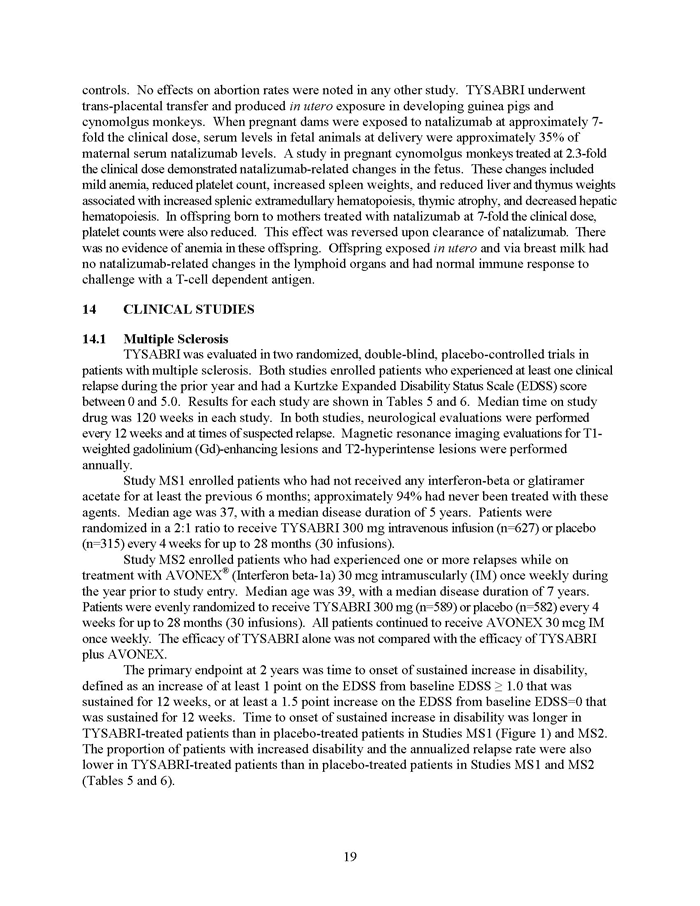 controls. No effects on abortion rates were noted in any other study. TYSABRI underwent
trans-placental transfer and produced in utero exposure in developing guinea pigs and
cynomolgus monkeys. When pregnant dams were exposed to natalizumab at approximately 7-
fold the clinical dose, serum levels in fetal animals at delivery were approximately 35% of
maternal serum natalizumab levels. A study in pregnant cynomolgus monkeys treated at 2.3-fold
the clinical dose demonstrated natalizumab-related changes in the fetus. These changes included
mild anemia, reduced platelet count, increased spleen weights, and reduced liver and thymus weights
associated with increased splenic extramedullary hematopoiesis, thymic atrophy, and decreased hepatic
hematopoiesis. In offspring born to mothers treated with natalizumab at 7-fold the clinical dose,
platelet counts were also reduced. This effect was reversed upon clearance of natalizumab. There
was no evidence of anemia in these offspring. Offspring exposed in utero and via breast milk had
no natalizumab-related changes in the lymphoid organs and had normal immune response to
challenge with a T-cell dependent antigen.
14 CLINICAL STUDIES
14.1 Multiple Sclerosis
TYSABRI was evaluated in two randomized, double-blind, placebo-controlled trials in
patients with multiple sclerosis. Both studies enrolled patients who experienced at least one clinical
relapse during the prior year and had a Kurtzke Expanded Disability Status Scale (EDSS) score
between 0 and 5.0. Results for each study are shown in Tables 5 and 6. Median time on study
drug was 120 weeks in each study. In both studies, neurological evaluations were performed
every 12 weeks and at times of suspected relapse. Magnetic resonance imaging evaluations for T1-
weighted gadolinium (Gd)-enhancing lesions and T2-hyperintense lesions were performed
annually.
Study MS1 enrolled patients who had not received any interferon-beta or glatiramer
acetate for at least the previous 6 months; approximately 94% had never been treated with these
agents. Median age was 37, with a median disease duration of 5 years. Patients were
randomized in a 2:1 ratio to receive TYSABRI 300 mg intravenous infusion (n=627) or placebo
(n=315) every 4 weeks for up to 28 months (30 infusions).
Study MS2 enrolled patients who had experienced one or more relapses while on
treatment with AVONEX® (Interferon beta-1a) 30 mcg intramuscularly (IM) once weekly during
the year prior to study entry. Median age was 39, with a median disease duration of 7 years.
Patients were evenly randomized to receive TYSABRI 300 mg (n=589) or placebo (n=582) every 4
weeks for up to 28 months (30 infusions). All patients continued to receive AVONEX 30 mcg IM
once weekly. The efficacy of TYSABRI alone was not compared with the efficacy of TYSABRI
plus AVONEX.
The primary endpoint at 2 years was time to onset of sustained increase in disability,
defined as an increase of at least 1 point on the EDSS from baseline EDSS ≥ 1.0 that was
sustained for 12 weeks, or at least a 1.5 point increase on the EDSS from baseline EDSS=0 that
was sustained for 12 weeks. Time to onset of sustained increase in disability was longer in
TYSABRI-treated patients than in placebo-treated patients in Studies MS1 (Figure 1) and MS2.
The proportion of patients with increased disability and the annualized relapse rate were also
lower in TYSABRI-treated patients than in placebo-treated patients in Studies MS1 and MS2
(Tables 5 and 6).
19